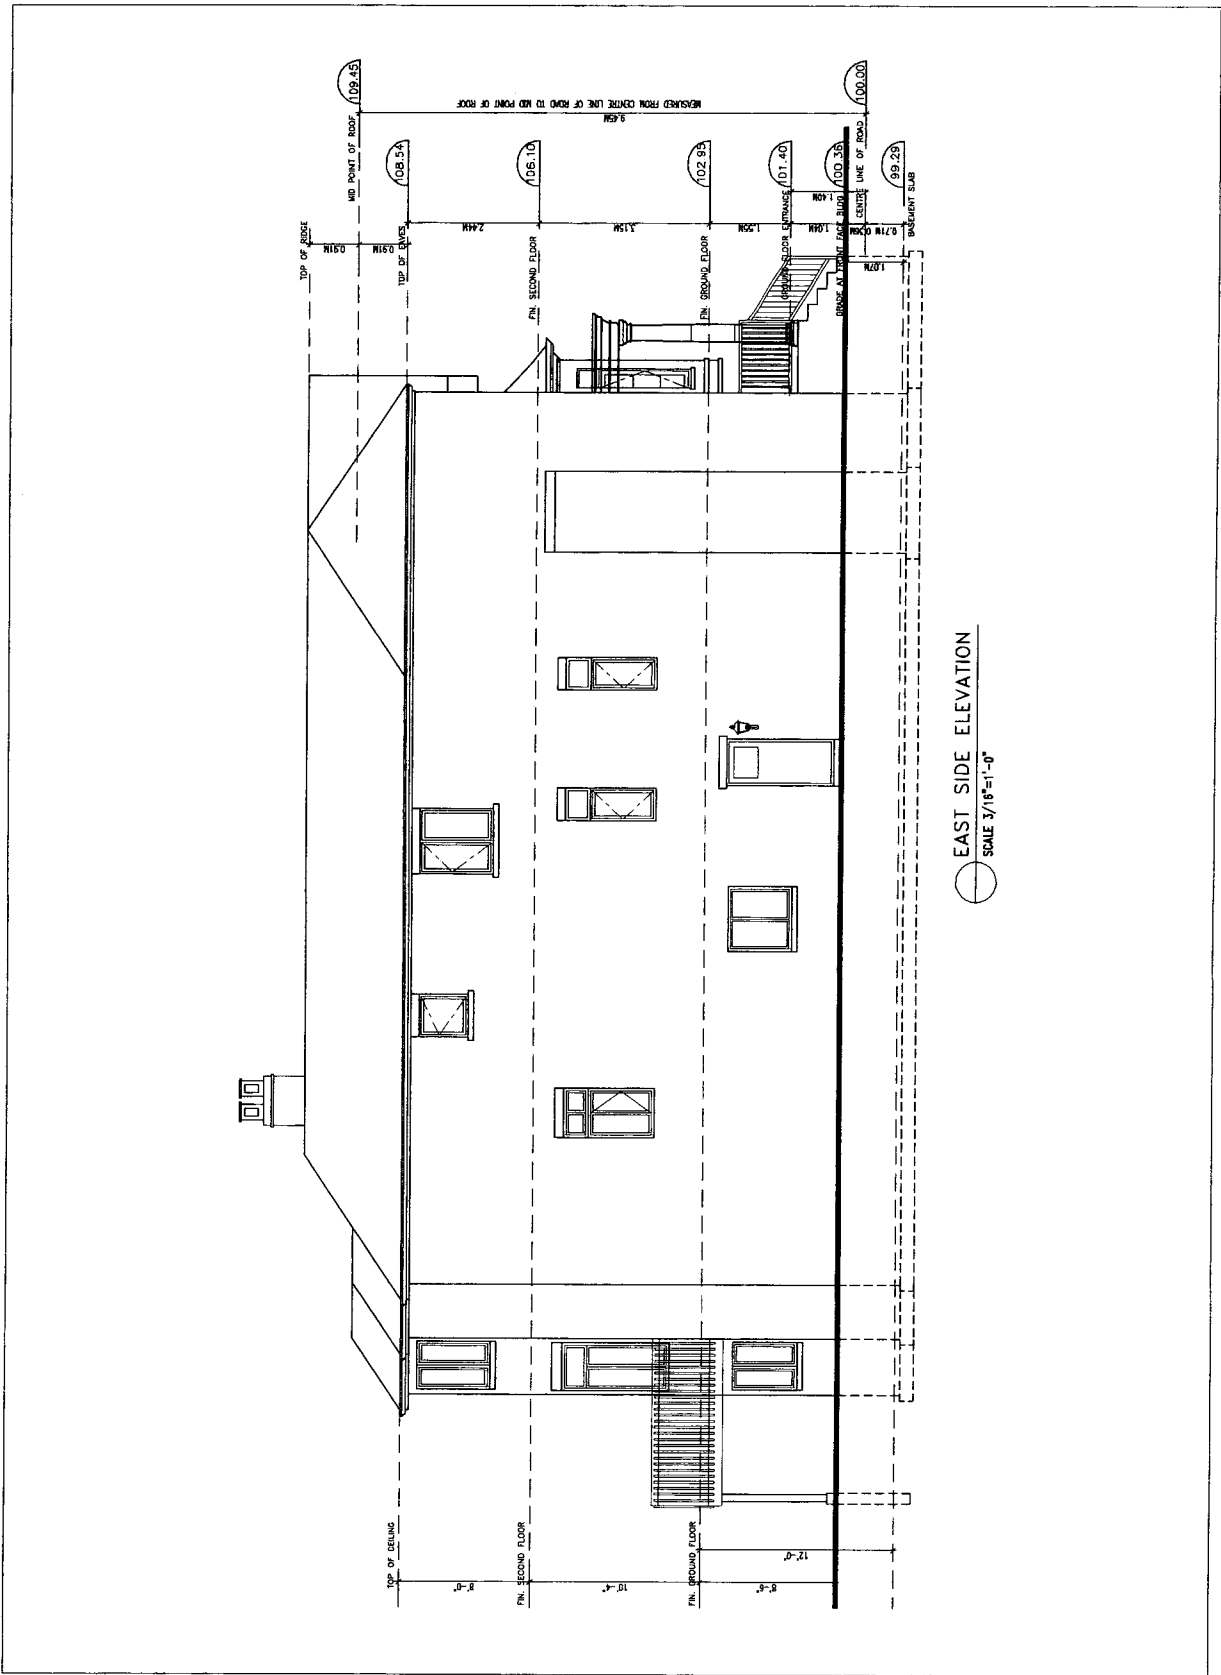 109.45
100.00
MEASURED FROM CENTRE LINE OF ROAD TO MID POINT OF ROOF
9.45M
108.54
106.10
102.95
101.40
100.36
99.29
TOP OF RIDGE
MID POINT OF ROOF
TOP OF EAVES
FIN. SECOND FLOOR
FIN. GROUND FLOOR
GROUND FLOOR ENTRANCE
GRADE AT FRONT FACE BLDG
CENTRE LINE OF ROAD
BASEMENT SLAB
0.91M
0.91M
2.44M
3.15M
1.55M
1.04M
1.40M
0.36M
0.71M
1.07M
EAST SIDE ELEVATION
SCALE 3/16"=1'-0"
TOP OF CEILING
FIN. SECOND FLOOR
FIN. GROUND FLOOR
8'-0"
10'-4"
8'-6"
12'-0"